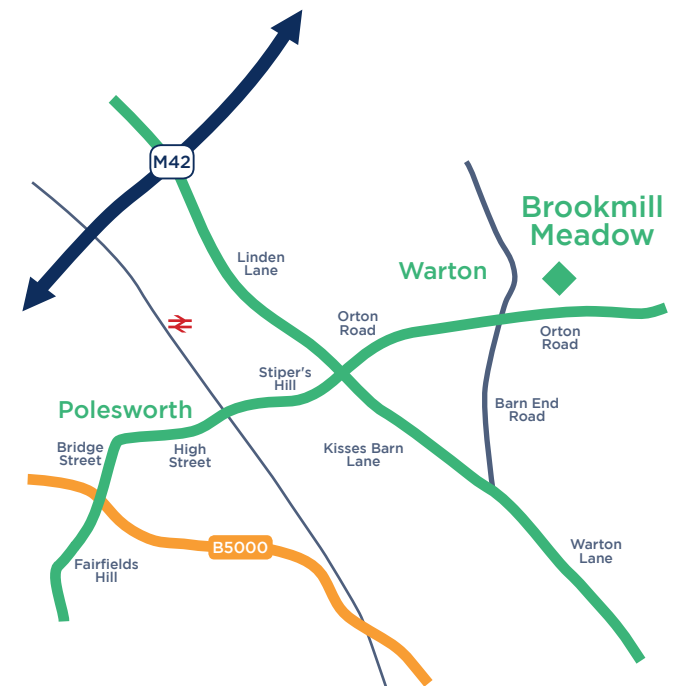 M42
Brookmill
Meadow
Linden
Lane
Warton
Orton
Road
Orton
Road
Stiper's
Hill
Polesworth
Barn End
Road
Bridge
Street
High
Street
Kisses Barn
Lane
B5000
Warton
Lane
Fairfields
Hill